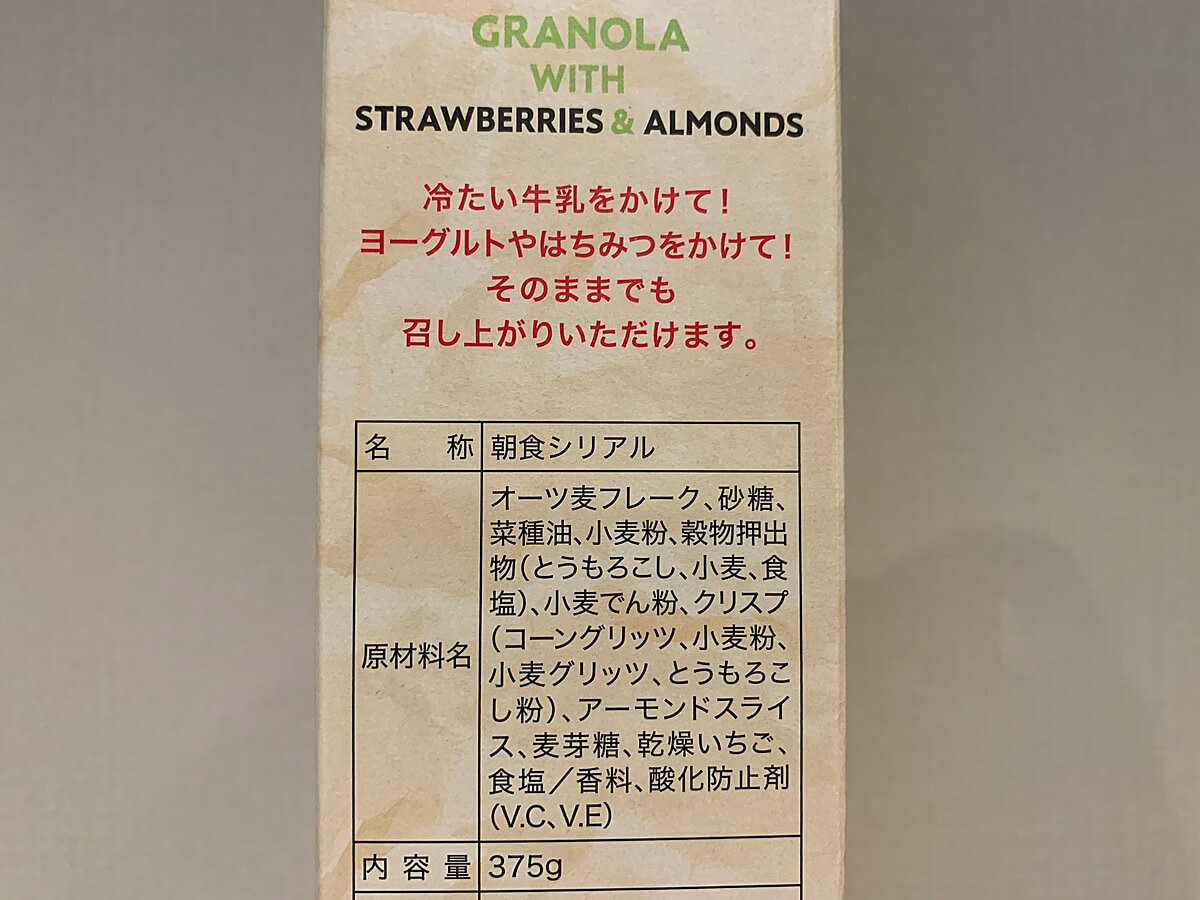 GRANOLA
WITH
STRAWBERRIES & ALMONDS
冷たい牛乳をかけて！
ヨーグルトやはちみつをかけて！
そのままでも
召し上がりいただけます。
名称 朝食シリアル
原材料名
オーツ麦フレーク、砂糖、
菜種油、小麦粉、穀物押出
物（とうもろこし、小麦、食
塩）、小麦でん粉、クリスプ
（コーングリッツ、小麦粉、
小麦グリッツ、とうもろこ
し粉）、アーモンドスライ
ス、麦芽糖、乾燥いちご、
食塩／香料、酸化防止剤
（V.C、V.E）
内容量 375g